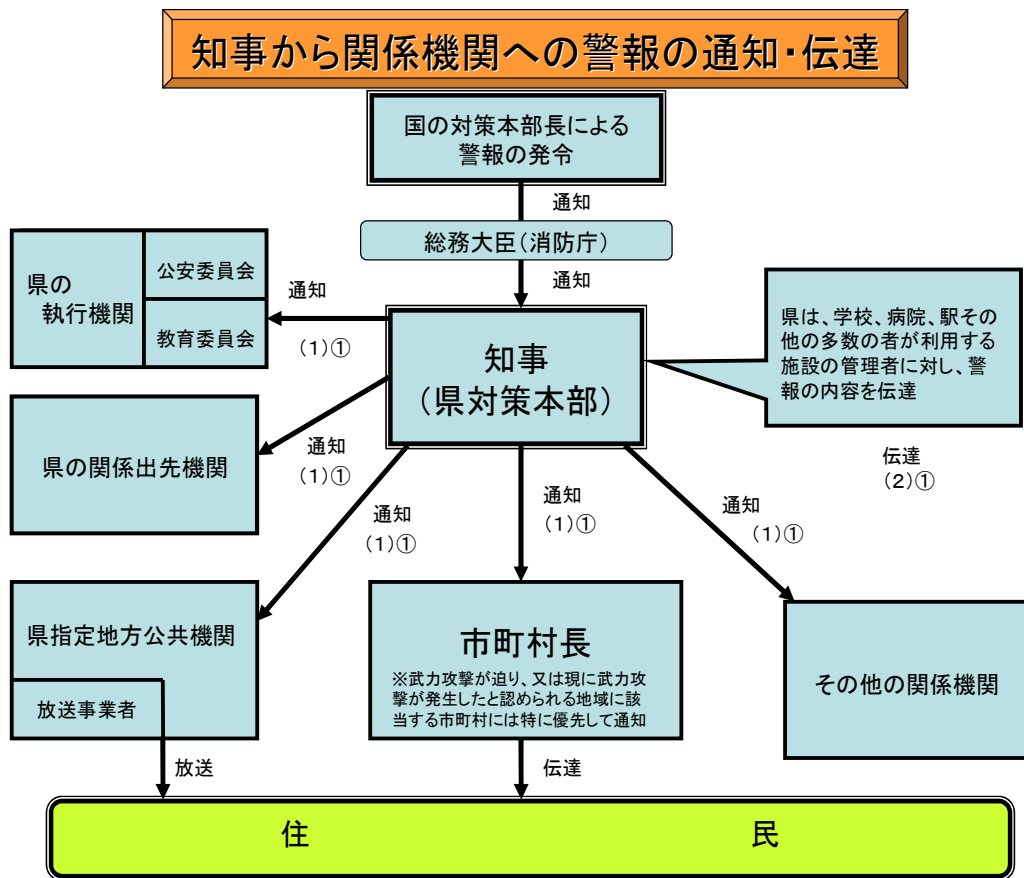 知事から関係機関への警報の通知・伝達
国の対策本部長による
警報の発令
通知
総務大臣(消防庁)
通知
県の
執行機関
公安委員会
教育委員会
通知
(1)①
知事
(県対策本部)
県は、学校、病院、駅その
他の多数の者が利用する
施設の管理者に対し、警
報の内容を伝達
伝達
(2)①
県の関係出先機関
通知
(1)①
通知
(1)①
通知
(1)①
通知
(1)①
県指定地方公共機関
放送事業者
市町村長
※武力攻撃が迫り、又は現に武力攻
撃が発生したと認められる地域に該
当する市町村には特に優先して通知
その他の関係機関
放送
伝達
住民